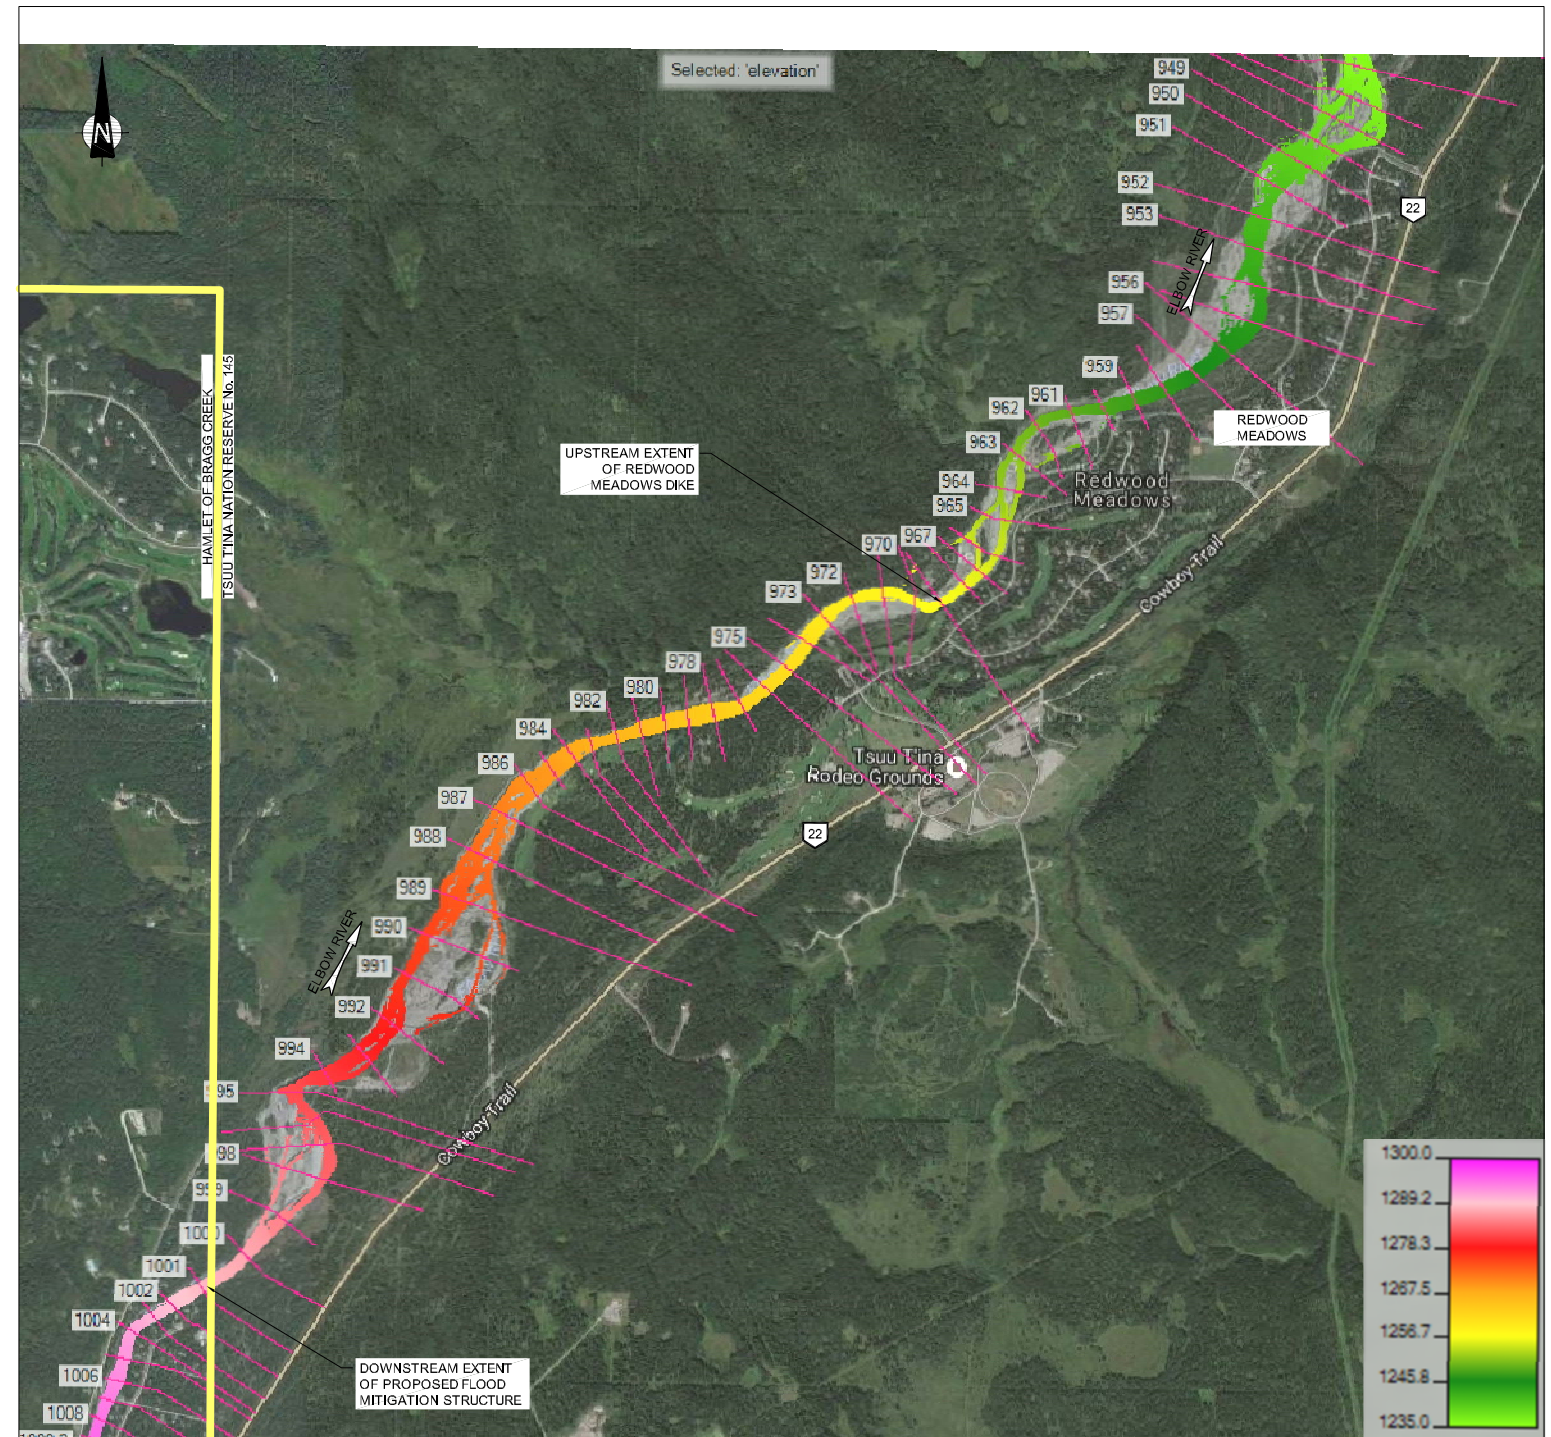 Selected: 'elevation'
949
950
951
952
953
22
ELBOW RIVER
956
957
959
961
962
963
REDWOOD
MEADOWS
UPSTREAM EXTENT
OF REDWOOD
MEADOWS DIKE
964
965
Redwood
Meadows
967
970
972
973
Cowboy Trail
HAMLET OF BRAGG CREEK
TSUU T'INA NATION RESERVE No. 145
N
975
978
980
982
984
986
987
988
989
990
991
992
994
Tsuu T'ina
Rodeo Grounds
22
ELBOW RIVER
995
998
999
1000
1001
1002
1004
1006
1008
Cowboy Trail
DOWNSTREAM EXTENT
OF PROPOSED FLOOD
MITIGATION STRUCTURE
1300.0
1289.2
1278.3
1267.5
1256.7
1245.8
1235.0